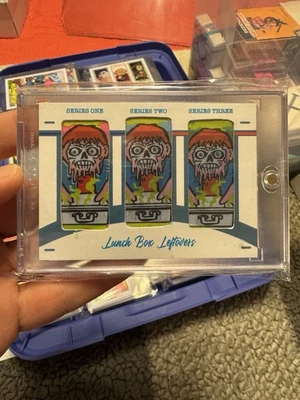 SERIES ONE SERIES TWO SERIES THREE
Lunch Box Leftovers